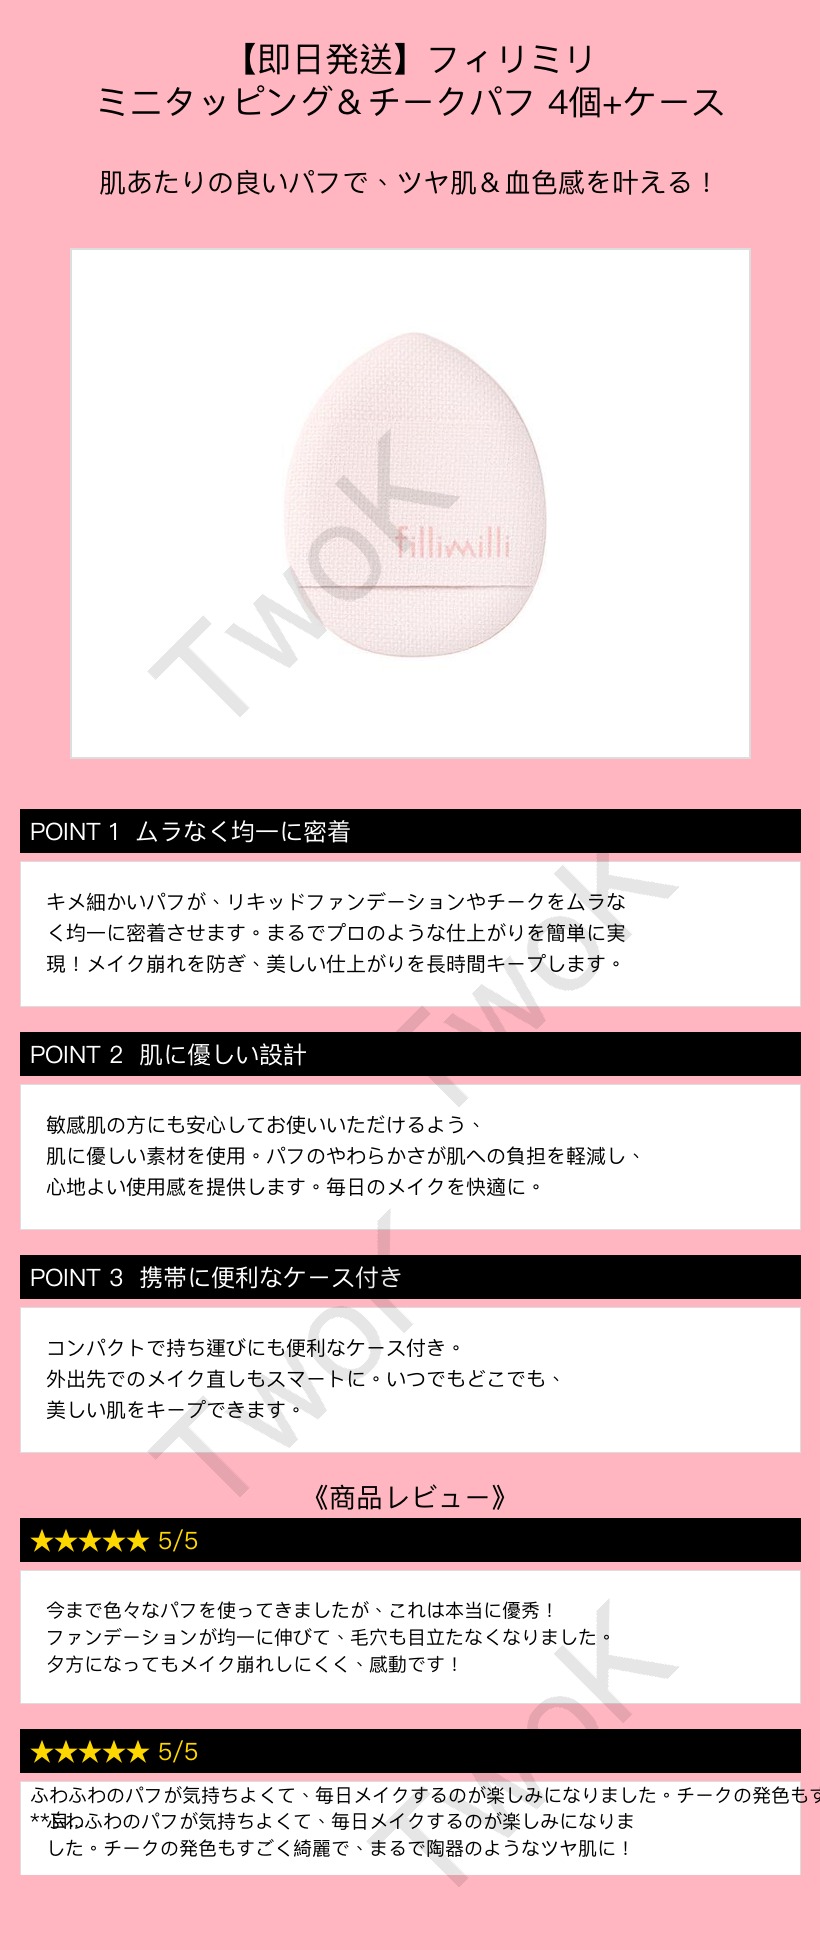 【即日発送】フィリミリ
ミニタッピング＆チークパフ 4個+ケース
肌あたりの良いパフで、ツヤ肌＆血色感を叶える！
fillimilli
TwoK
POINT 1 ムラなく均一に密着
キメ細かいパフが、リキッドファンデーションやチークをムラな
く均一に密着させます。まるでプロのような仕上がりを簡単に実
現！メイク崩れを防ぎ、美しい仕上がりを長時間キープします。
TwoK
POINT 2 肌に優しい設計
敏感肌の方にも安心してお使いいただけるよう、
肌に優しい素材を使用。パフのやわらかさが肌への負担を軽減し、
心地よい使用感を提供します。毎日のメイクを快適に。
POINT 3 携帯に便利なケース付き
コンパクトで持ち運びにも便利なケース付き。
外出先でのメイク直しもスマートに。いつでもどこでも、
美しい肌をキープできます。
TwoK
《商品レビュー》
★★★★★ 5/5
今まで色々なパフを使ってきましたが、これは本当に優秀！
ファンデーションが均一に伸びて、毛穴も目立たなくなりました。
夕方になってもメイク崩れしにくく、感動です！
TwoK
★★★★★ 5/5
ふわふわのパフが気持ちよくて、毎日メイクするのが楽しみになりました。チークの発色もす
ふわふわのパフが気持ちよくて、毎日メイクするのが楽しみになりま
した。チークの発色もすごく綺麗で、まるで陶器のようなツヤ肌に！